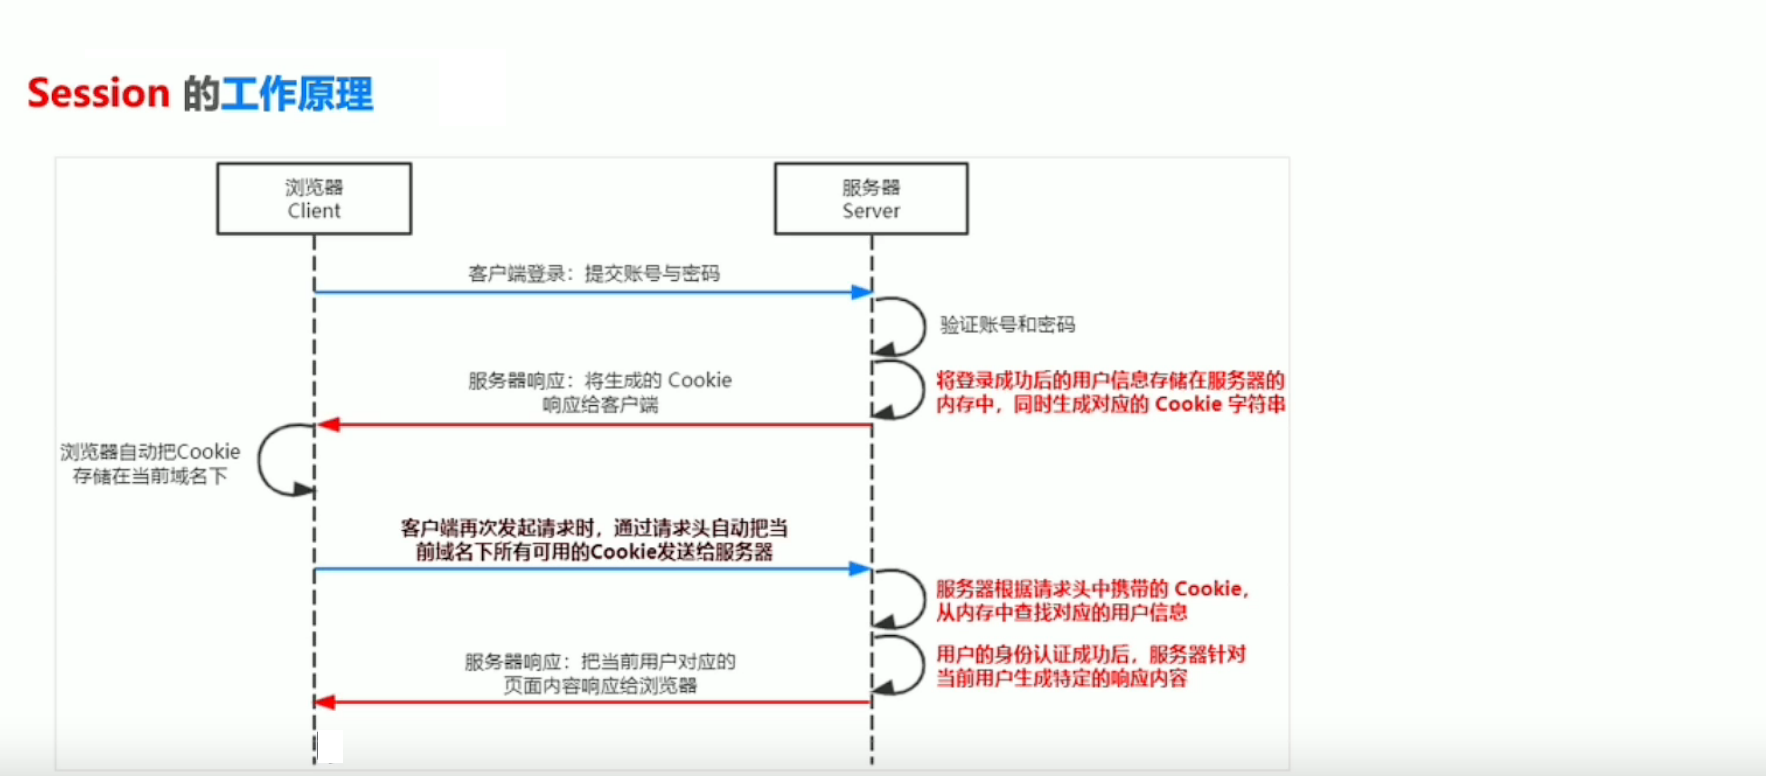 Session 的工作原理
浏览器
Client
服务器
Server
客户端登录：提交账号与密码
验证账号和密码
将登录成功后的用户信息存储在服务器的
内存中，同时生成对应的 Cookie 字符串
服务器响应：将生成的 Cookie
响应给客户端
浏览器自动把Cookie
存储在当前域名下
客户端再次发起请求时，通过请求头自动把当
前域名下所有可用的Cookie发送给服务器
服务器根据请求头中携带的 Cookie，
从内存中查找对应的用户信息
用户的身份认证成功后，服务器针对
当前用户生成特定的响应内容
服务器响应：把当前用户对应的
页面内容响应给浏览器